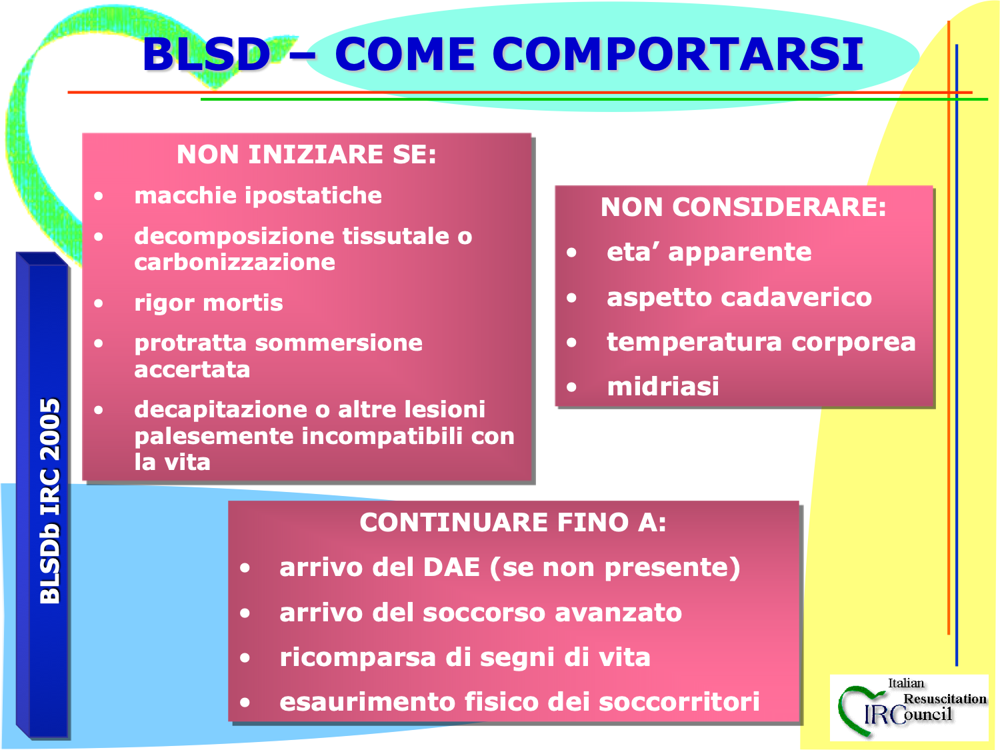 BLSD – COME COMPORTARSI
NON INIZIARE SE:
• macchie ipostatiche
• decomposizione tissutale o
carbonizzazione
• rigor mortis
• protratta sommersione
accertata
• decapitazione o altre lesioni
palesemente incompatibili con
la vita
NON CONSIDERARE:
• eta’ apparente
• aspetto cadaverico
• temperatura corporea
• midriasi
CONTINUARE FINO A:
• arrivo del DAE (se non presente)
• arrivo del soccorso avanzato
• ricomparsa di segni di vita
• esaurimento fisico dei soccorritori
BLSDb IRC 2005
Italian
Resuscitation
IRCouncil